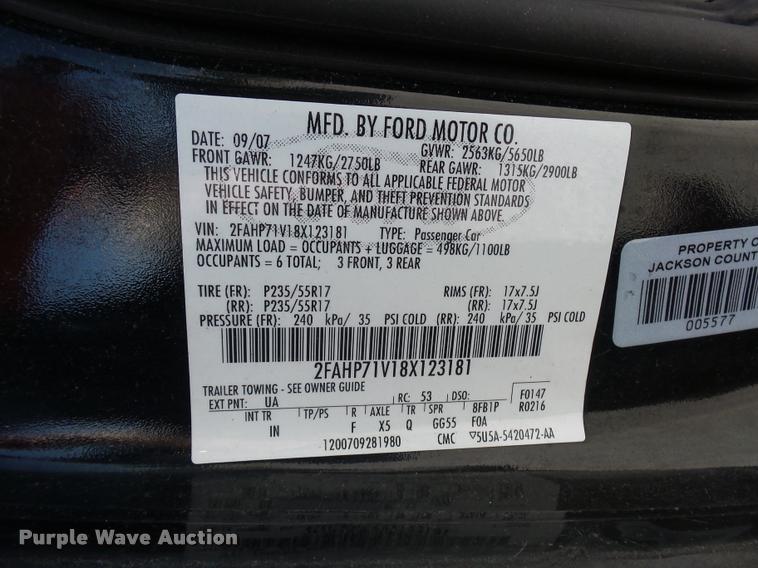 MFD. BY FORD MOTOR CO.
DATE: 09/07 GVWR: 2563KG/5650LB
FRONT GAWR: 1247KG/2750LB REAR GAWR: 1315KG/2900LB
THIS VEHICLE CONFORMS TO ALL APPLICABLE FEDERAL MOTOR
VEHICLE SAFETY, BUMPER, AND THEFT PREVENTION STANDARDS
IN EFFECT ON THE DATE OF MANUFACTURE SHOWN ABOVE.
VIN: 2FAHP71V18X123181 TYPE: Passenger Car
MAXIMUM LOAD = OCCUPANTS + LUGGAGE = 498KG/1100LB
OCCUPANTS = 6 TOTAL; 3 FRONT, 3 REAR
TIRE (FR): P235/55R17 RIMS (FR): 17x7.5J
(RR): P235/55R17 (RR): 17x7.5J
PRESSURE (FR): 240 kPa/ 35 PSI COLD (RR): 240 kPa/ 35 PSI COLD
2FAHP71V18X123181
TRAILER TOWING - SEE OWNER GUIDE
EXT PNT: UA RC: 53 DSO: F0147
INT TR TP/PS R AXLE TR SPR 8FB1P R0216
IN F X5 Q GG55 FOA
1200709281980 CMC ▽5U5A-5420472-AA
PROPERTY O
JACKSON COUNT
005577
Purple Wave Auction